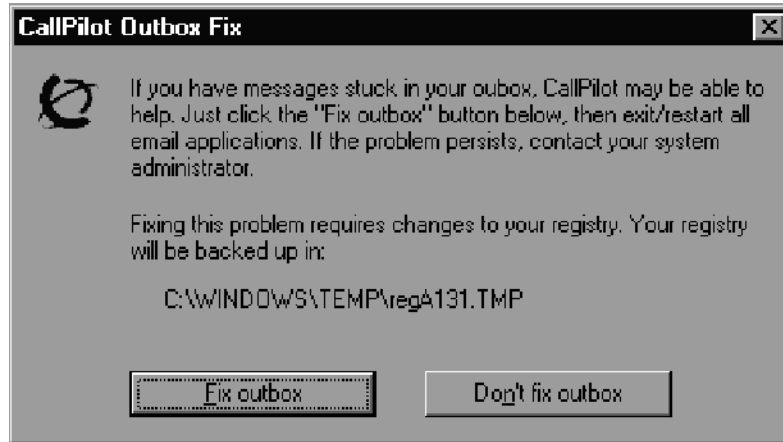 CallPilot Outbox Fix
If you have messages stuck in your oubox, CallPilot may be able to
help. Just click the "Fix outbox" button below, then exit/restart all
email applications. If the problem persists, contact your system
administrator.
Fixing this problem requires changes to your registry. Your registry
will be backed up in:
C:\WINDOWS\TEMP\regA131.TMP
Fix outbox
Don't fix outbox